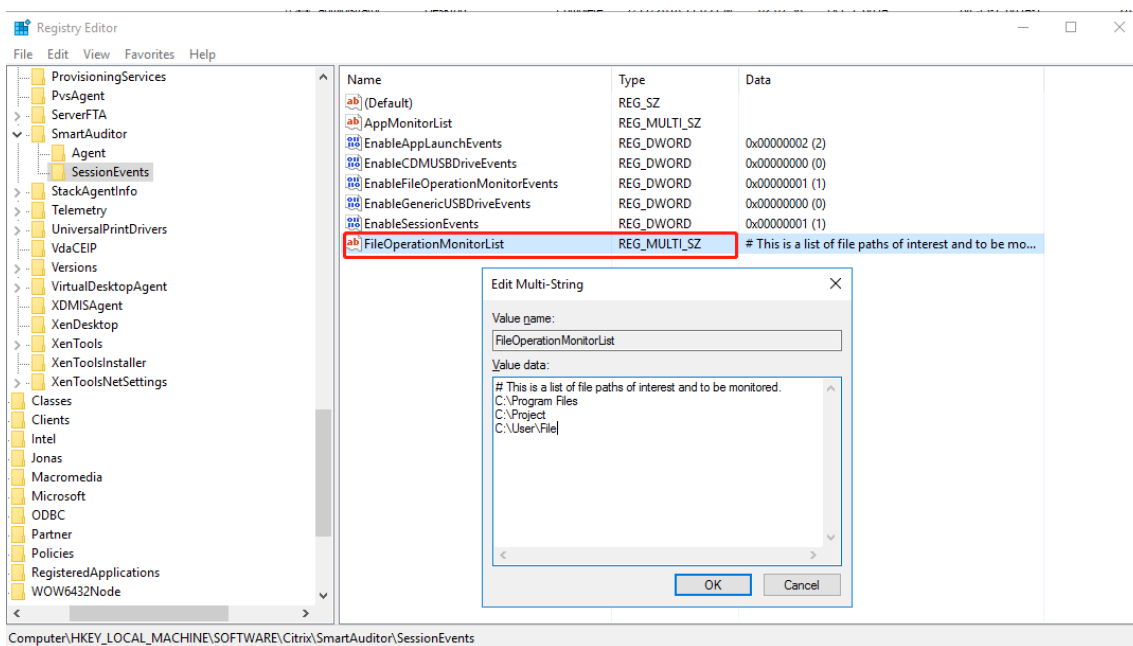 Registry Editor
File Edit View Favorites Help
ProvisioningServices
PvsAgent
ServerFTA
SmartAuditor
Agent
SessionEvents
StackAgentInfo
Telemetry
UniversalPrintDrivers
VdaCEIP
Versions
VirtualDesktopAgent
XDMISAgent
XenDesktop
XenTools
XenToolsInstaller
XenToolsNetSettings
Classes
Clients
Intel
Jonas
Macromedia
Microsoft
ODBC
Partner
Policies
RegisteredApplications
WOW6432Node
Name Type Data
ab (Default) REG_SZ
ab AppMonitorList REG_MULTI_SZ
EnableAppLaunchEvents REG_DWORD 0x00000002 (2)
EnableCDMUSBDriveEvents REG_DWORD 0x00000000 (0)
EnableFileOperationMonitorEvents REG_DWORD 0x00000001 (1)
EnableGenericUSBDriveEvents REG_DWORD 0x00000000 (0)
EnableSessionEvents REG_DWORD 0x00000001 (1)
ab FileOperationMonitorList REG_MULTI_SZ # This is a list of file paths of interest and to be mo...
Edit Multi-String
Value name:
FileOperationMonitorList
Value data:
# This is a list of file paths of interest and to be monitored.
C:\Program Files
C:\Project
C:\User\File
OK Cancel
Computer\HKEY_LOCAL_MACHINE\SOFTWARE\Citrix\SmartAuditor\SessionEvents